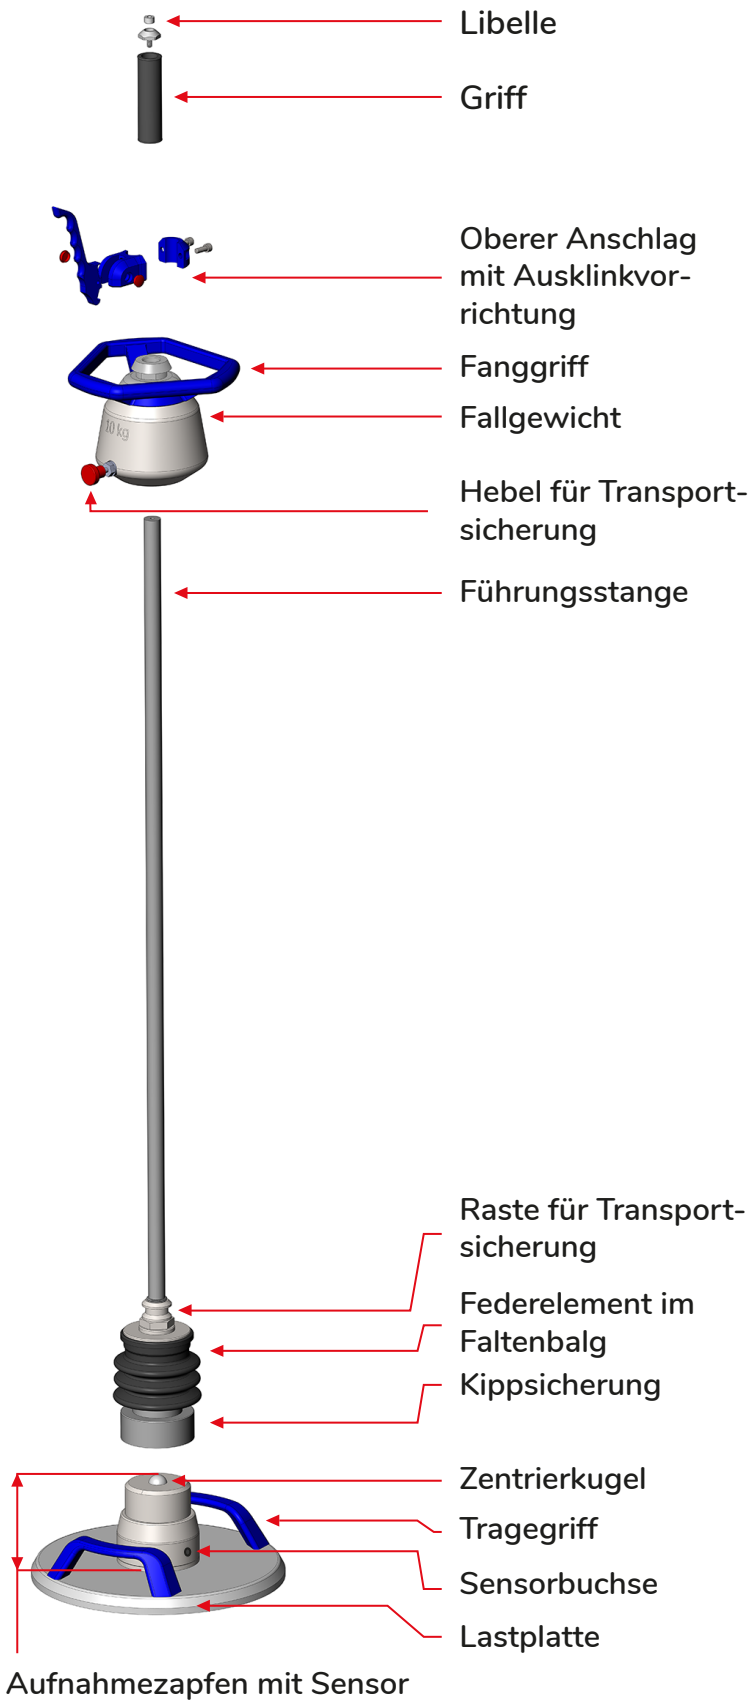 Libelle
Griff
Oberer Anschlag
mit Ausklinkvor-
richtung
Fanggriff
Fallgewicht
10 kg
Hebel für Transport-
sicherung
Führungsstange
Raste für Transport-
sicherung
Federelement im
Faltenbalg
Kippsicherung
Zentrierkugel
Tragegriff
Sensorbuchse
Lastplatte
Aufnahmezapfen mit Sensor